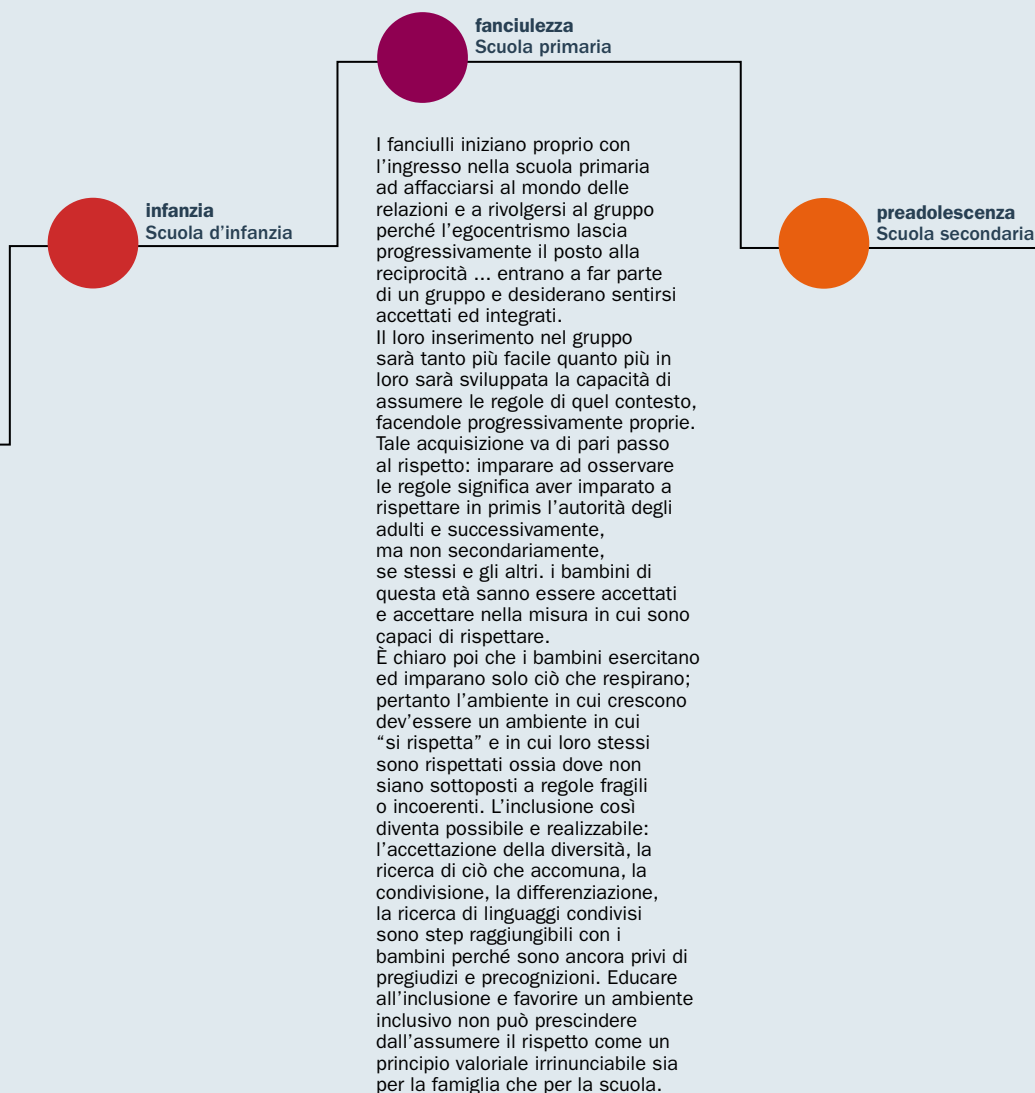 fanciulezza
Scuola primaria
I fanciulli iniziano proprio con
l'ingresso nella scuola primaria
ad affacciarsi al mondo delle
relazioni e a rivolgersi al gruppo
perché l'egocentrismo lascia
progressivamente il posto alla
reciprocità ... entrano a far parte
di un gruppo e desiderano sentirsi
accettati ed integrati.
Il loro inserimento nel gruppo
sarà tanto più facile quanto più in
loro sarà sviluppata la capacità di
assumere le regole di quel contesto,
facendole progressivamente proprie.
Tale acquisizione va di pari passo
al rispetto: imparare ad osservare
le regole significa aver imparato a
rispettare in primis l'autorità degli
adulti e successivamente,
ma non secondariamente,
se stessi e gli altri. i bambini di
questa età sanno essere accettati
e accettare nella misura in cui sono
capaci di rispettare.
È chiaro poi che i bambini esercitano
ed imparano solo ciò che respirano;
pertanto l'ambiente in cui crescono
dev'essere un ambiente in cui
"si rispetta" e in cui loro stessi
sono rispettati ossia dove non
siano sottoposti a regole fragili
o incoerenti. L'inclusione così
diventa possibile e realizzabile:
l'accettazione della diversità, la
ricerca di ciò che accomuna, la
condivisione, la differenziazione,
la ricerca di linguaggi condivisi
sono step raggiungibili con i
bambini perché sono ancora privi di
pregiudizi e precognizioni. Educare
all'inclusione e favorire un ambiente
inclusivo non può prescindere
dall'assumere il rispetto come un
principio valoriale irrinunciabile sia
per la famiglia che per la scuola.
infanzia
Scuola d'infanzia
preadolescenza
Scuola secondaria